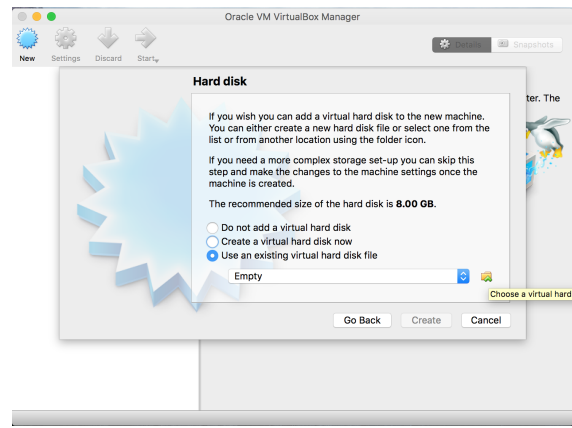 Oracle VM VirtualBox Manager
New Settings Discard Start
Details Snapshots
Hard disk
ter. The
If you wish you can add a virtual hard disk to the new machine.
You can either create a new hard disk file or select one from the
list or from another location using the folder icon.
If you need a more complex storage set-up you can skip this
step and make the changes to the machine settings once the
machine is created.
The recommended size of the hard disk is 8.00 GB.
Do not add a virtual hard disk
Create a virtual hard disk now
Use an existing virtual hard disk file
Empty
Choose a virtual hard
Go Back Create Cancel